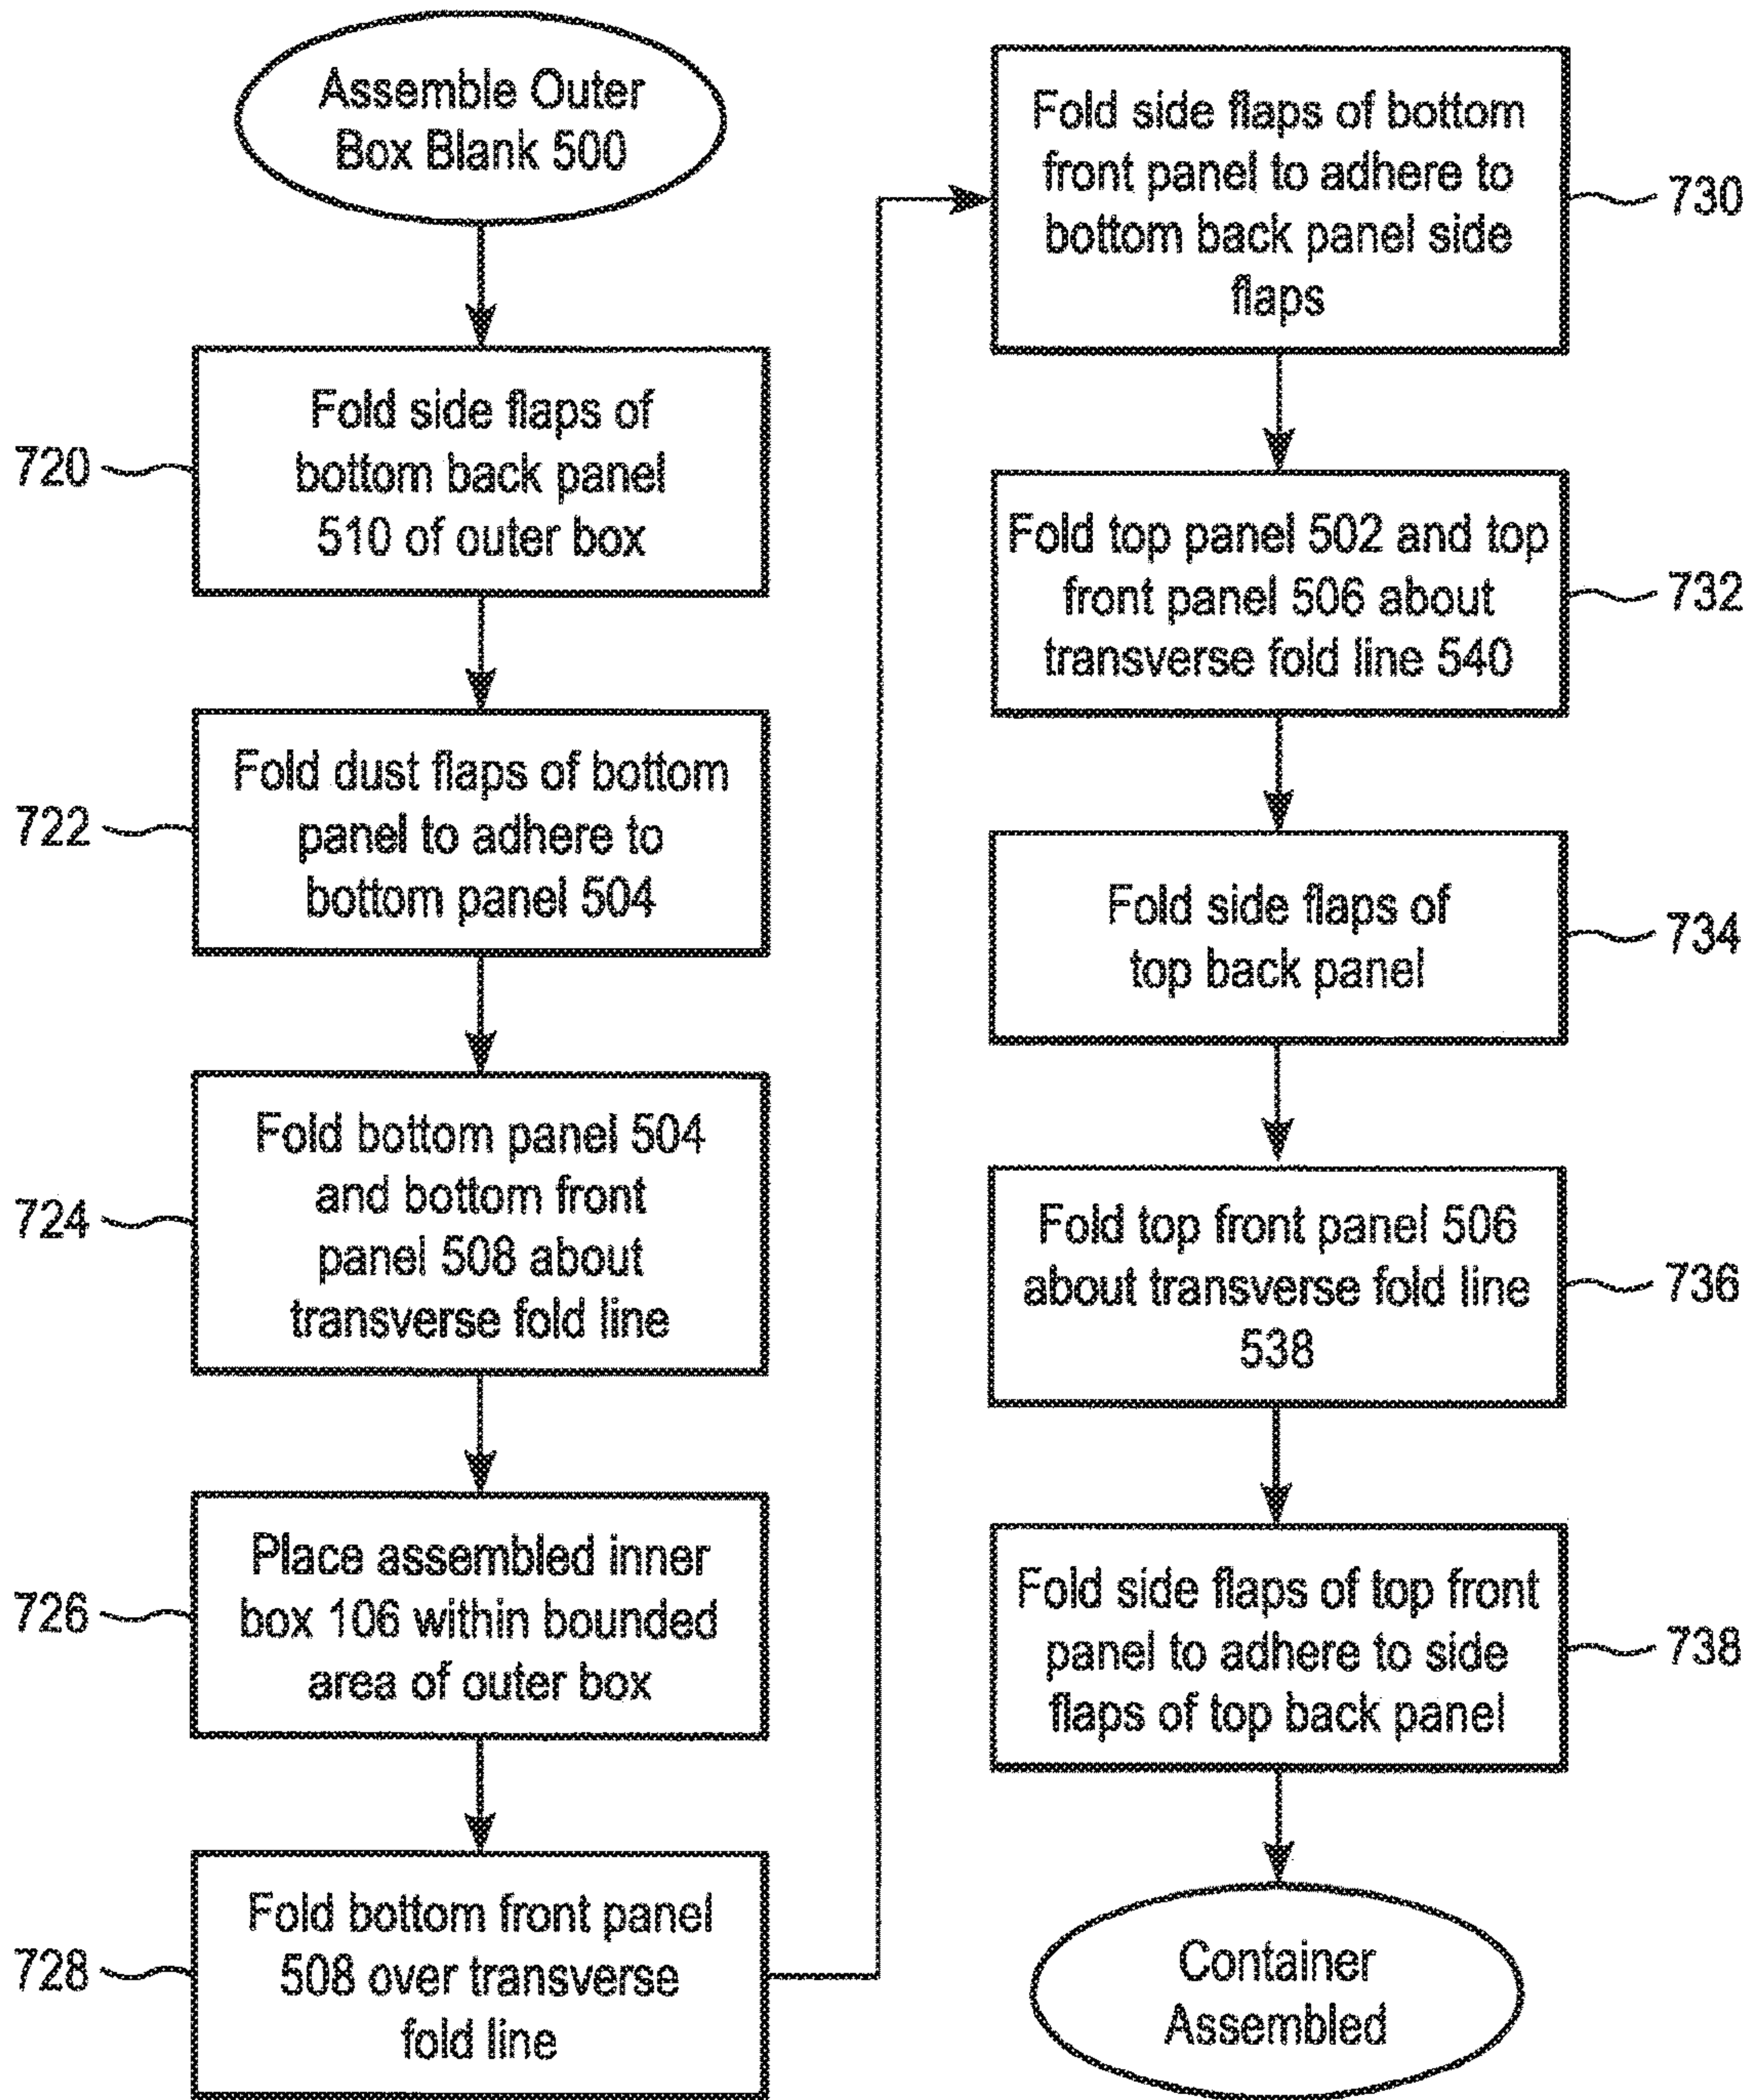 Assemble Outer
Box Blank 500
720
Fold side flaps of
bottom back panel
510 of outer box
722
Fold dust flaps of bottom
panel to adhere to
bottom panel 504
724
Fold bottom panel 504
and bottom front
panel 508 about
transverse fold line
726
Place assembled inner
box 106 within bounded
area of outer box
728
Fold bottom front panel
508 over transverse
fold line
Fold side flaps of bottom
front panel to adhere to
bottom back panel side
flaps
730
Fold top panel 502 and top
front panel 506 about
transverse fold line 540
732
Fold side flaps of
top back panel
734
Fold top front panel 506
about transverse fold line
538
736
Fold side flaps of top front
panel to adhere to side
flaps of top back panel
738
Container
Assembled